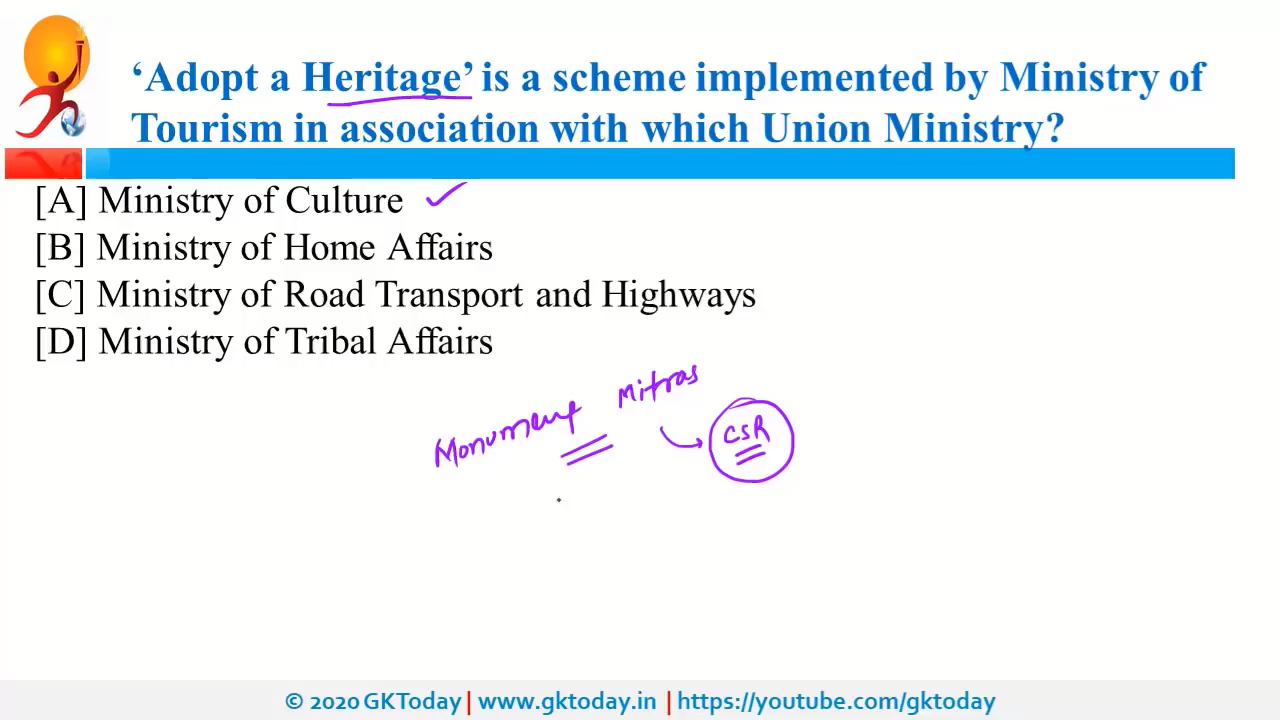 ‘Adopt a Heritage’ is a scheme implemented by Ministry of
Tourism in association with which Union Ministry?
[A] Ministry of Culture
[B] Ministry of Home Affairs
[C] Ministry of Road Transport and Highways
[D] Ministry of Tribal Affairs
Monument Mitras
CSR
© 2020 GKToday | www.gktoday.in | https://youtube.com/gktoday